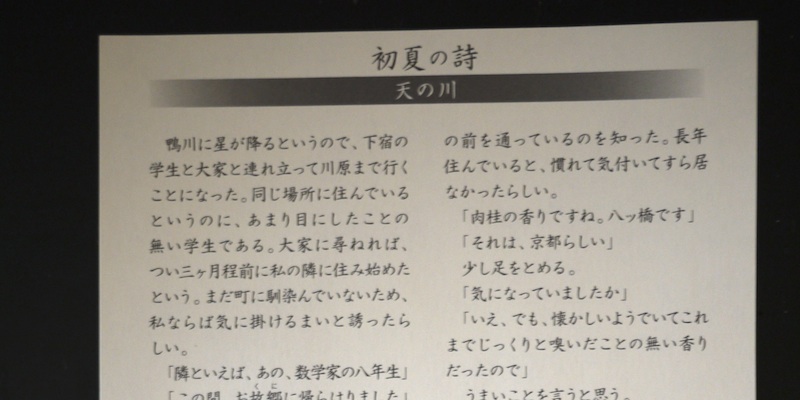 初夏の詩
天の川
鴨川に星が降るというので、下宿の
学生と大家と連れ立って川原まで行く
ことになった。同じ場所に住んでいる
というのに、あまり目にしたことの
無い学生である。大家に尋ねれば、
つい三ヶ月程前に私の隣に住み始めた
という。まだ町に馴染んでいないため、
私ならば気に掛けるまいと誘ったら
しい。
「隣といえば、あの、数学家の八年生」
「この間、お故郷に帰らはりました」
の前を通っているのを知った。長年
住んでいると、慣れて気付いてすら居
なかったらしい。
「肉桂の香りですね。八ッ橋です」
「それは、京都らしい」
少し足をとめる。
「気になっていましたか」
「いえ、でも、懐かしいようでいてこれ
までじっくりと嗅いだことの無い香り
だったので」
うまいことを言うと思う。